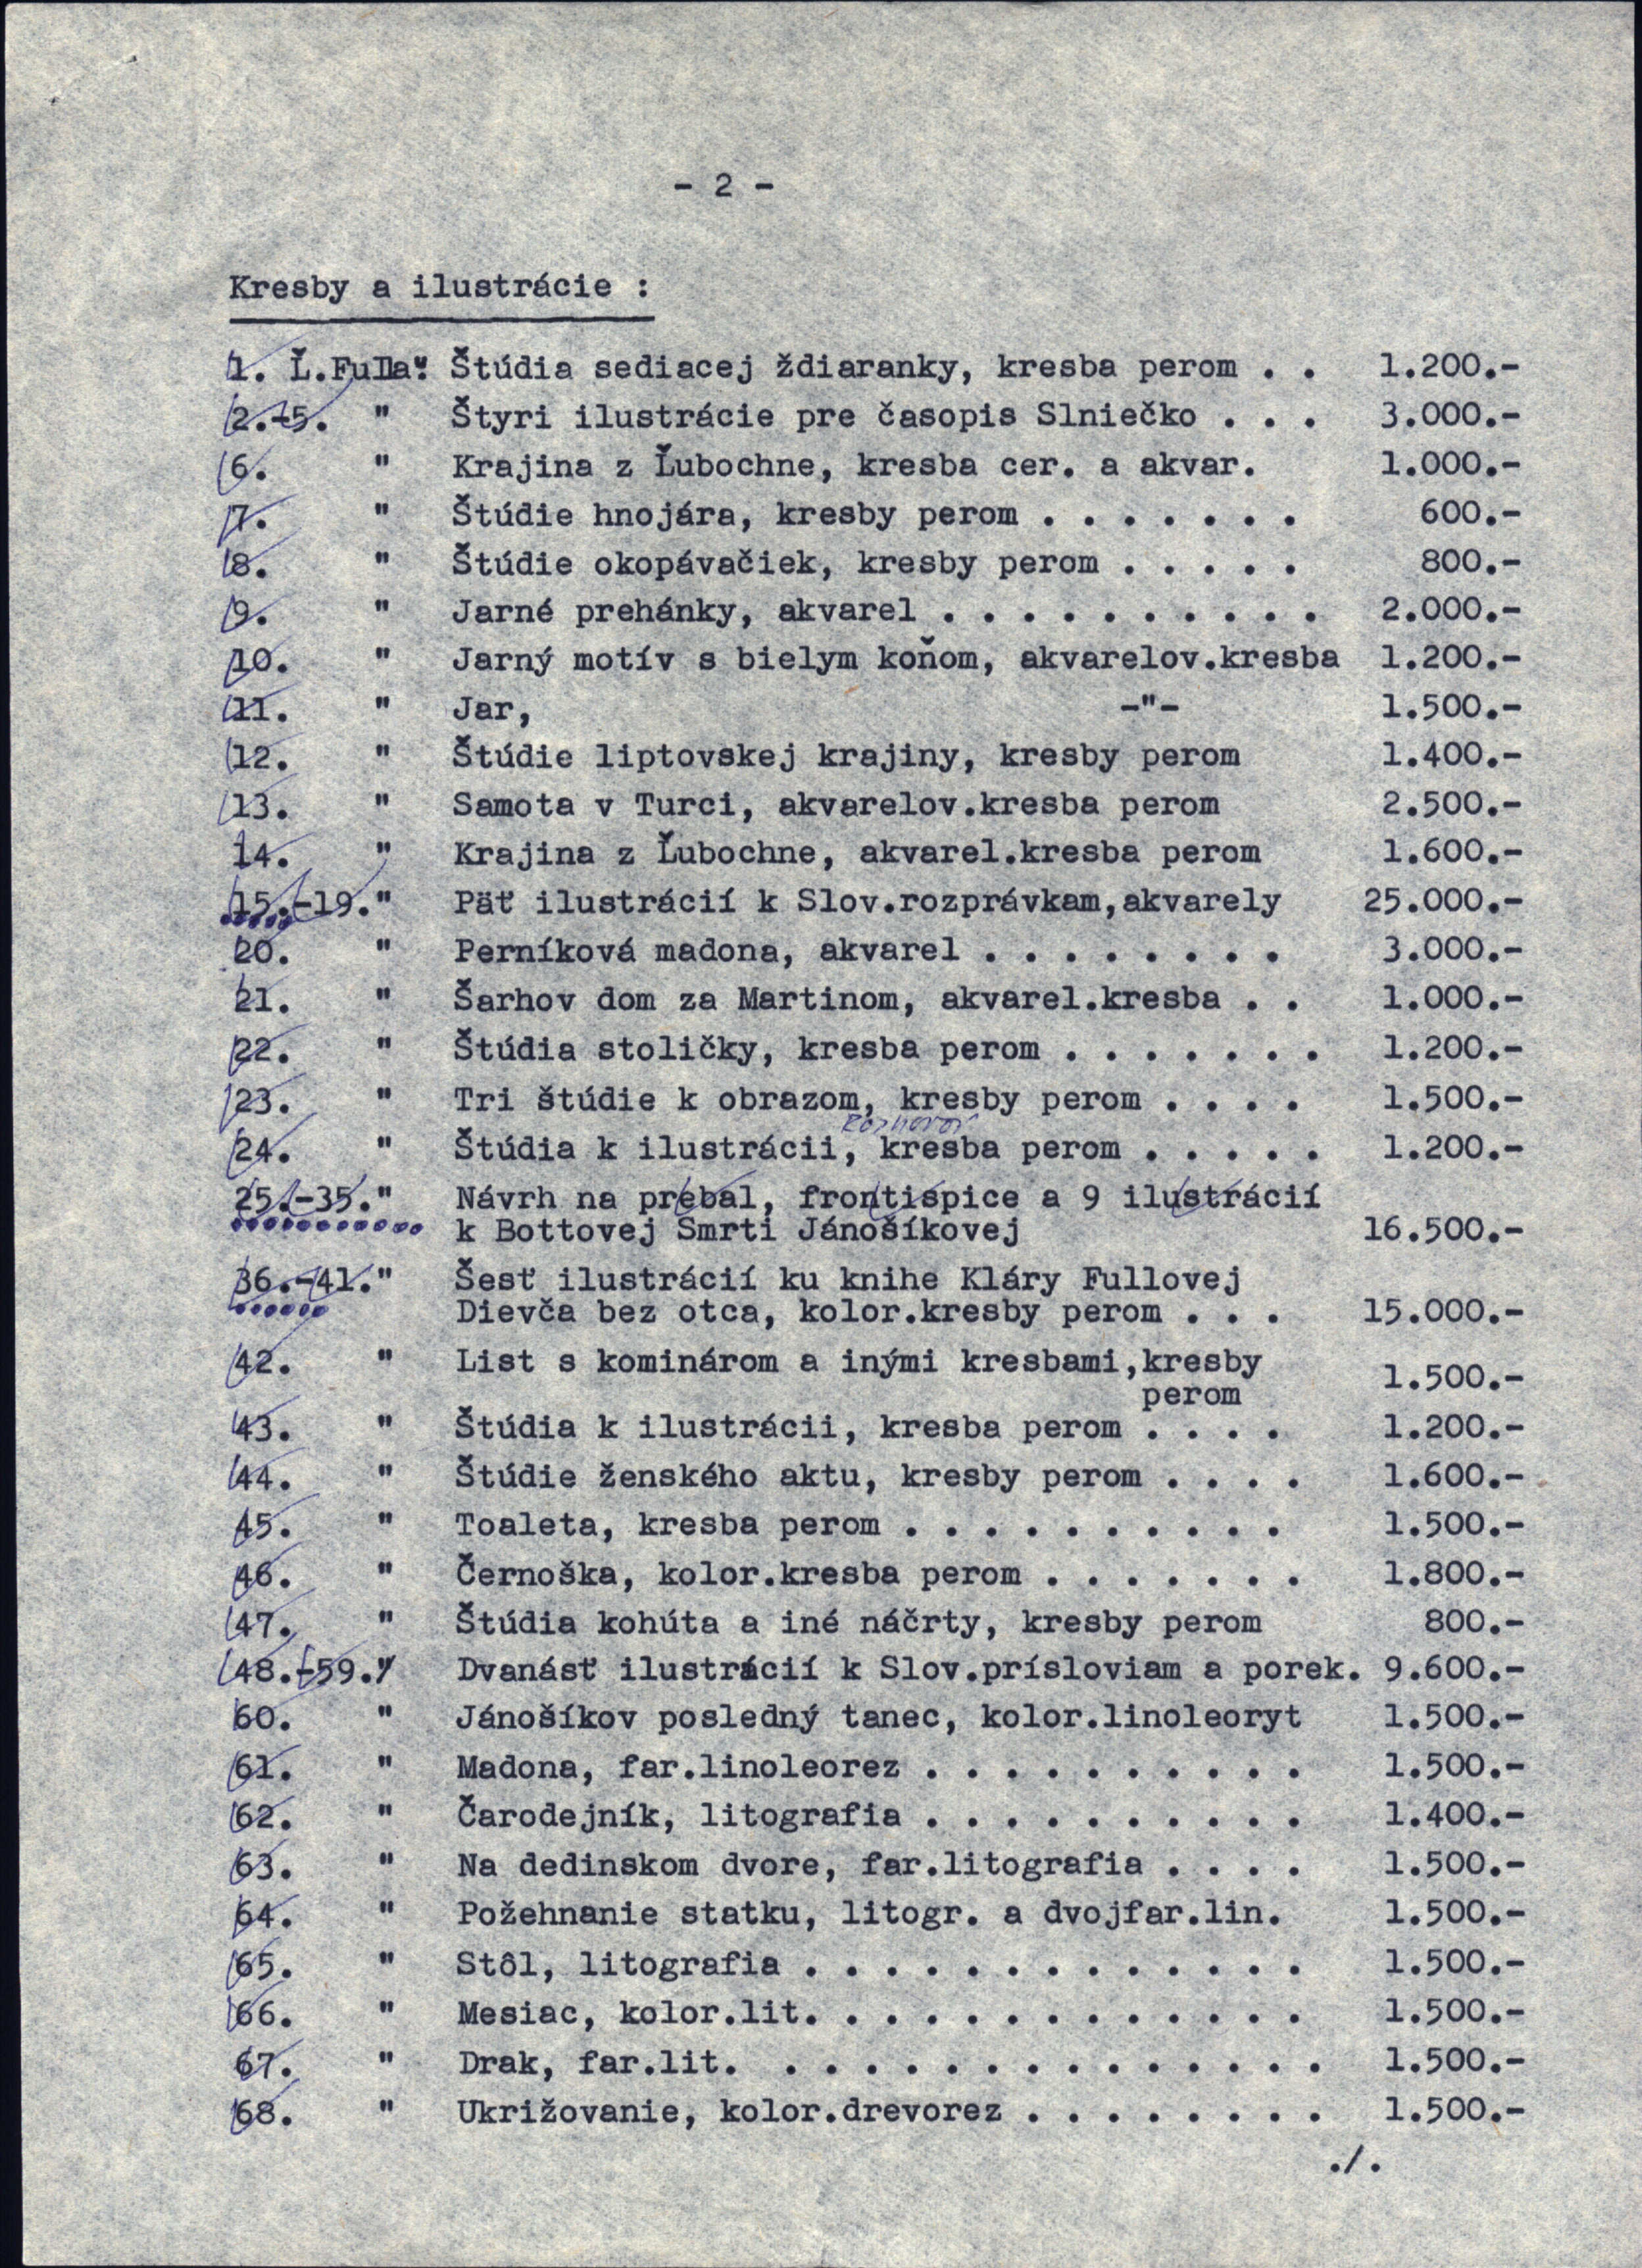 - 2 -
Kresby a ilustrácie :
1. Ľ.Fulla: Štúdia sediacej ždiaranky, kresba perom . . 1.200.-
2.-5. " Štyri ilustrácie pre časopis Slniečko . . . 3.000.-
6. " Krajina z Ľubochne, kresba cer. a akvar. 1.000.-
7. " Štúdie hnojára, kresby perom . . . . . . . 600.-
8. " Štúdie okopávačiek, kresby perom . . . . . 800.-
9. " Jarné prehánky, akvarel . . . . . . . . . . 2.000.-
10. " Jarný motív s bielym koňom, akvarelov.kresba 1.200.-
11. " Jar, -"- 1.500.-
12. " Štúdie liptovskej krajiny, kresby perom 1.400.-
13. " Samota v Turci, akvarelov.kresba perom 2.500.-
14. " Krajina z Ľubochne, akvarel.kresba perom 1.600.-
15.-19." Päť ilustrácií k Slov.rozprávkam,akvarely 25.000.-
20. " Perníková madona, akvarel . . . . . . . . 3.000.-
21. " Šarhov dom za Martinom, akvarel.kresba . . 1.000.-
22. " Štúdia stoličky, kresba perom . . . . . . . 1.200.-
23. " Tri štúdie k obrazom, kresby perom . . . . 1.500.-
Rozhovor
24. " Štúdia k ilustrácii, kresba perom . . . . . 1.200.-
25.-35." Návrh na prebal, frontispice a 9 ilustrácií
k Bottovej Smrti Jánošíkovej 16.500.-
36.-41." Šesť ilustrácií ku knihe Kláry Fullovej
Dievča bez otca, kolor.kresby perom . . . 15.000.-
42. " List s kominárom a inými kresbami,kresby 1.500.-
perom
43. " Štúdia k ilustrácii, kresba perom . . . . 1.200.-
44. " Štúdie ženského aktu, kresby perom . . . . 1.600.-
45. " Toaleta, kresba perom . . . . . . . . . . 1.500.-
46. " Černoška, kolor.kresba perom . . . . . . . 1.800.-
47. " Štúdia kohúta a iné náčrty, kresby perom 800.-
48.-59." Dvanásť ilustrácií k Slov.prísloviam a porek. 9.600.-
60. " Jánošíkov posledný tanec, kolor.linoleoryt 1.500.-
61. " Madona, far.linoleorez . . . . . . . . . . 1.500.-
62. " Čarodejník, litografia . . . . . . . . . . 1.400.-
63. " Na dedinskom dvore, far.litografia . . . . 1.500.-
64. " Požehnanie statku, litogr. a dvojfar.lin. 1.500.-
65. " Stôl, litografia . . . . . . . . . . . . . 1.500.-
66. " Mesiac, kolor.lit. . . . . . . . . . . . . 1.500.-
67. " Drak, far.lit. . . . . . . . . . . . . . . 1.500.-
68. " Ukrižovanie, kolor.drevorez . . . . . . . . 1.500.-
./.